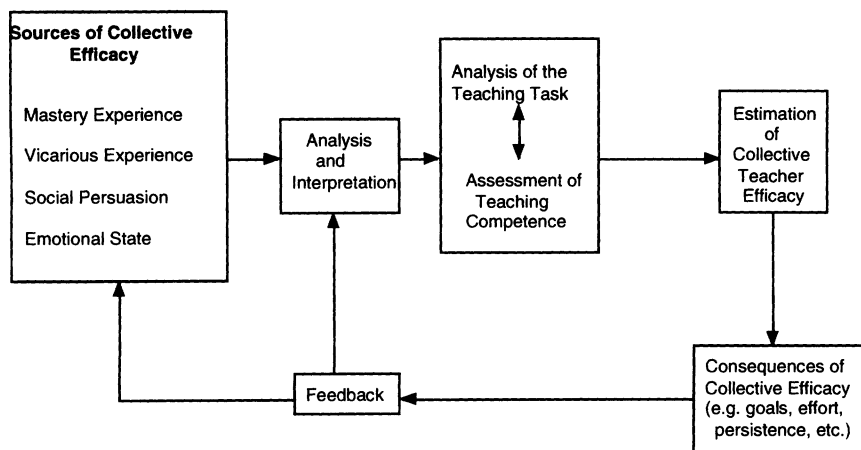 Sources of Collective
Efficacy
Mastery Experience
Vicarious Experience
Social Persuasion
Emotional State
Analysis
and
Interpretation
Analysis of the
Teaching Task
Assessment of
Teaching
Competence
Estimation
of
Collective
Teacher
Efficacy
Consequences of
Collective Efficacy
(e.g. goals, effort,
persistence, etc.)
Feedback